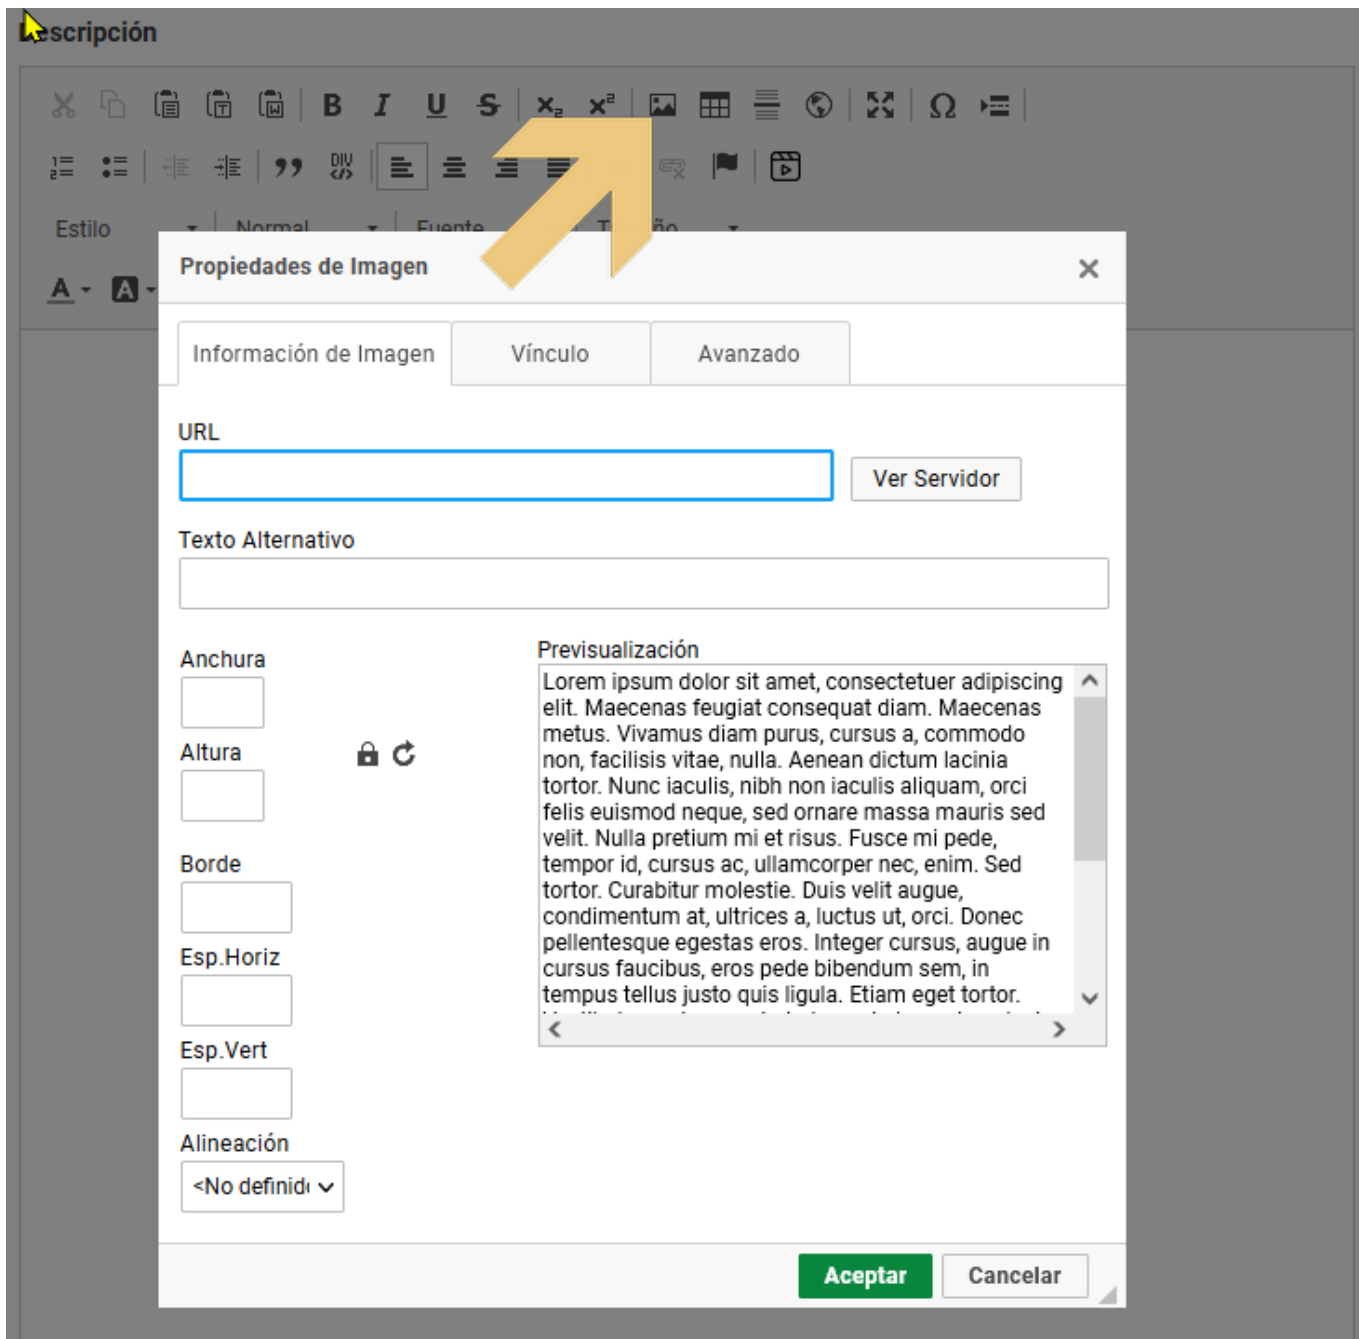 Descripción
B I U S x₂ x²
Ω
DIV
Estilo Normal Fuente
A A
Propiedades de Imagen
Información de Imagen Vínculo Avanzado
URL
Ver Servidor
Texto Alternativo
Anchura
Altura
Borde
Esp.Horiz
Esp.Vert
Alineación
<No definid
Previsualización
Lorem ipsum dolor sit amet, consectetuer adipiscing
elit. Maecenas feugiat consequat diam. Maecenas
metus. Vivamus diam purus, cursus a, commodo
non, facilisis vitae, nulla. Aenean dictum lacinia
tortor. Nunc iaculis, nibh non iaculis aliquam, orci
felis euismod neque, sed ornare massa mauris sed
velit. Nulla pretium mi et risus. Fusce mi pede,
tempor id, cursus ac, ullamcorper nec, enim. Sed
tortor. Curabitur molestie. Duis velit augue,
condimentum at, ultrices a, luctus ut, orci. Donec
pellentesque egestas eros. Integer cursus, augue in
cursus faucibus, eros pede bibendum sem, in
tempus tellus justo quis ligula. Etiam eget tortor.
Aceptar Cancelar